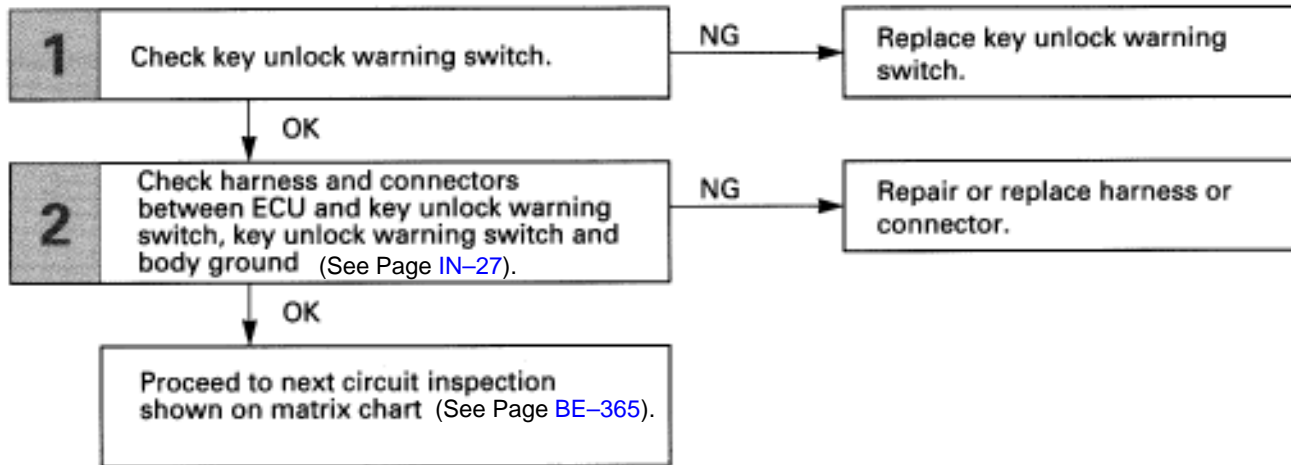 1
Check key unlock warning switch.
NG
Replace key unlock warning
switch.
OK
2
Check harness and connectors
between ECU and key unlock warning
switch, key unlock warning switch and
body ground (See Page IN–27).
NG
Repair or replace harness or
connector.
OK
Proceed to next circuit inspection
shown on matrix chart (See Page BE–365).